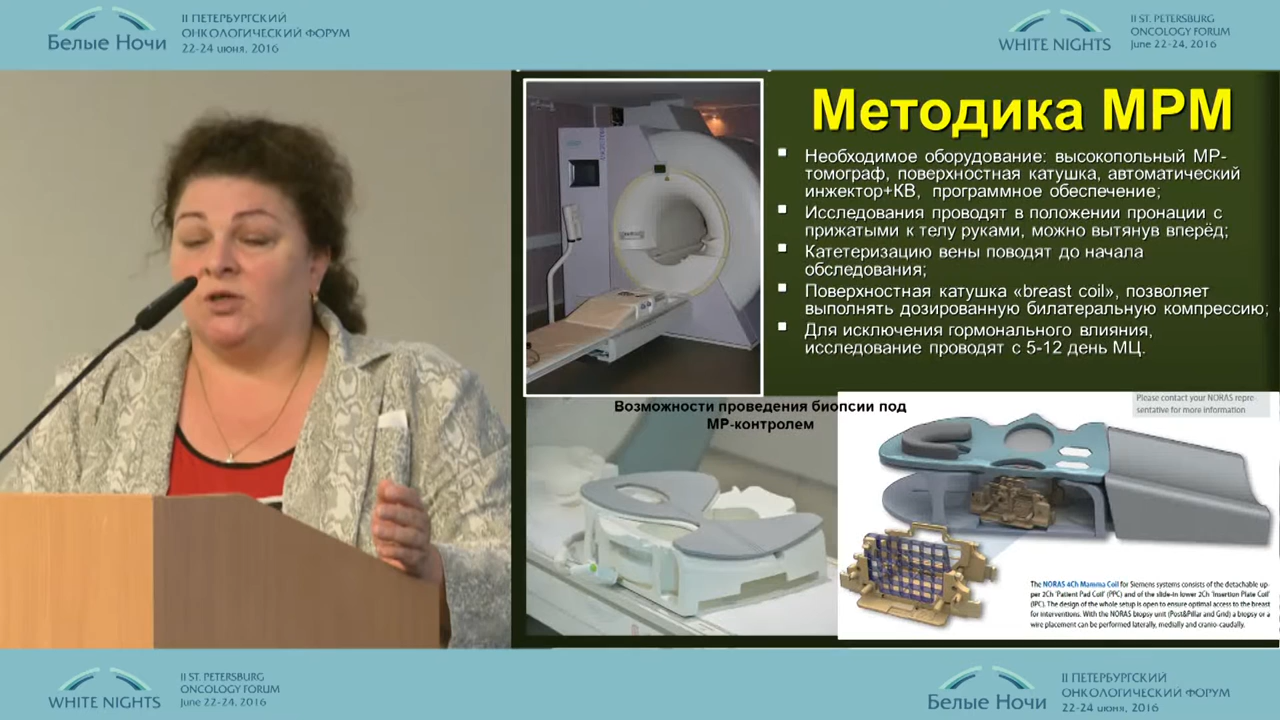 Белые Ночи
II ПЕТЕРБУРГСКИЙ
ОНКОЛОГИЧЕСКИЙ ФОРУМ
22-24 июня, 2016
WHITE NIGHTS
II ST. PETERSBURG
ONCOLOGY FORUM
June 22-24, 2016
Методика МРМ
Необходимое оборудование: высокопольный МР-
томограф, поверхностная катушка, автоматический
инжектор+КВ, программное обеспечение;
Исследования проводят в положении пронации с
прижатыми к телу руками, можно вытянув вперёд;
Катетеризацию вены поводят до начала
обследования;
Поверхностная катушка «breast coil», позволяет
выполнять дозированную билатеральную компрессию;
Для исключения гормонального влияния,
исследование проводят с 5-12 день МЦ.
Возможности проведения биопсии под
МР-контролем
Please contact your NORAS repre-
sentative for more information
The NORAS 4Ch Mamma Coil for Siemens systems consists of the detachable up-
per 2Ch 'Patient Pad Coil' (PPC) and of the slide-in lower 2Ch 'Insertion Plate Coil'
(IPC). The design of the whole setup is open to ensure optimal access to the breast
for interventions. With the NORAS biopsy unit (Post&Pillar and Grid) a biopsy or a
wire placement can be performed laterally, medially and cranio-caudally.
WHITE NIGHTS
II ST. PETERSBURG
ONCOLOGY FORUM
June 22-24, 2016
Белые Ночи
II ПЕТЕРБУРГСКИЙ
ОНКОЛОГИЧЕСКИЙ ФОРУМ
22-24 июня, 2016